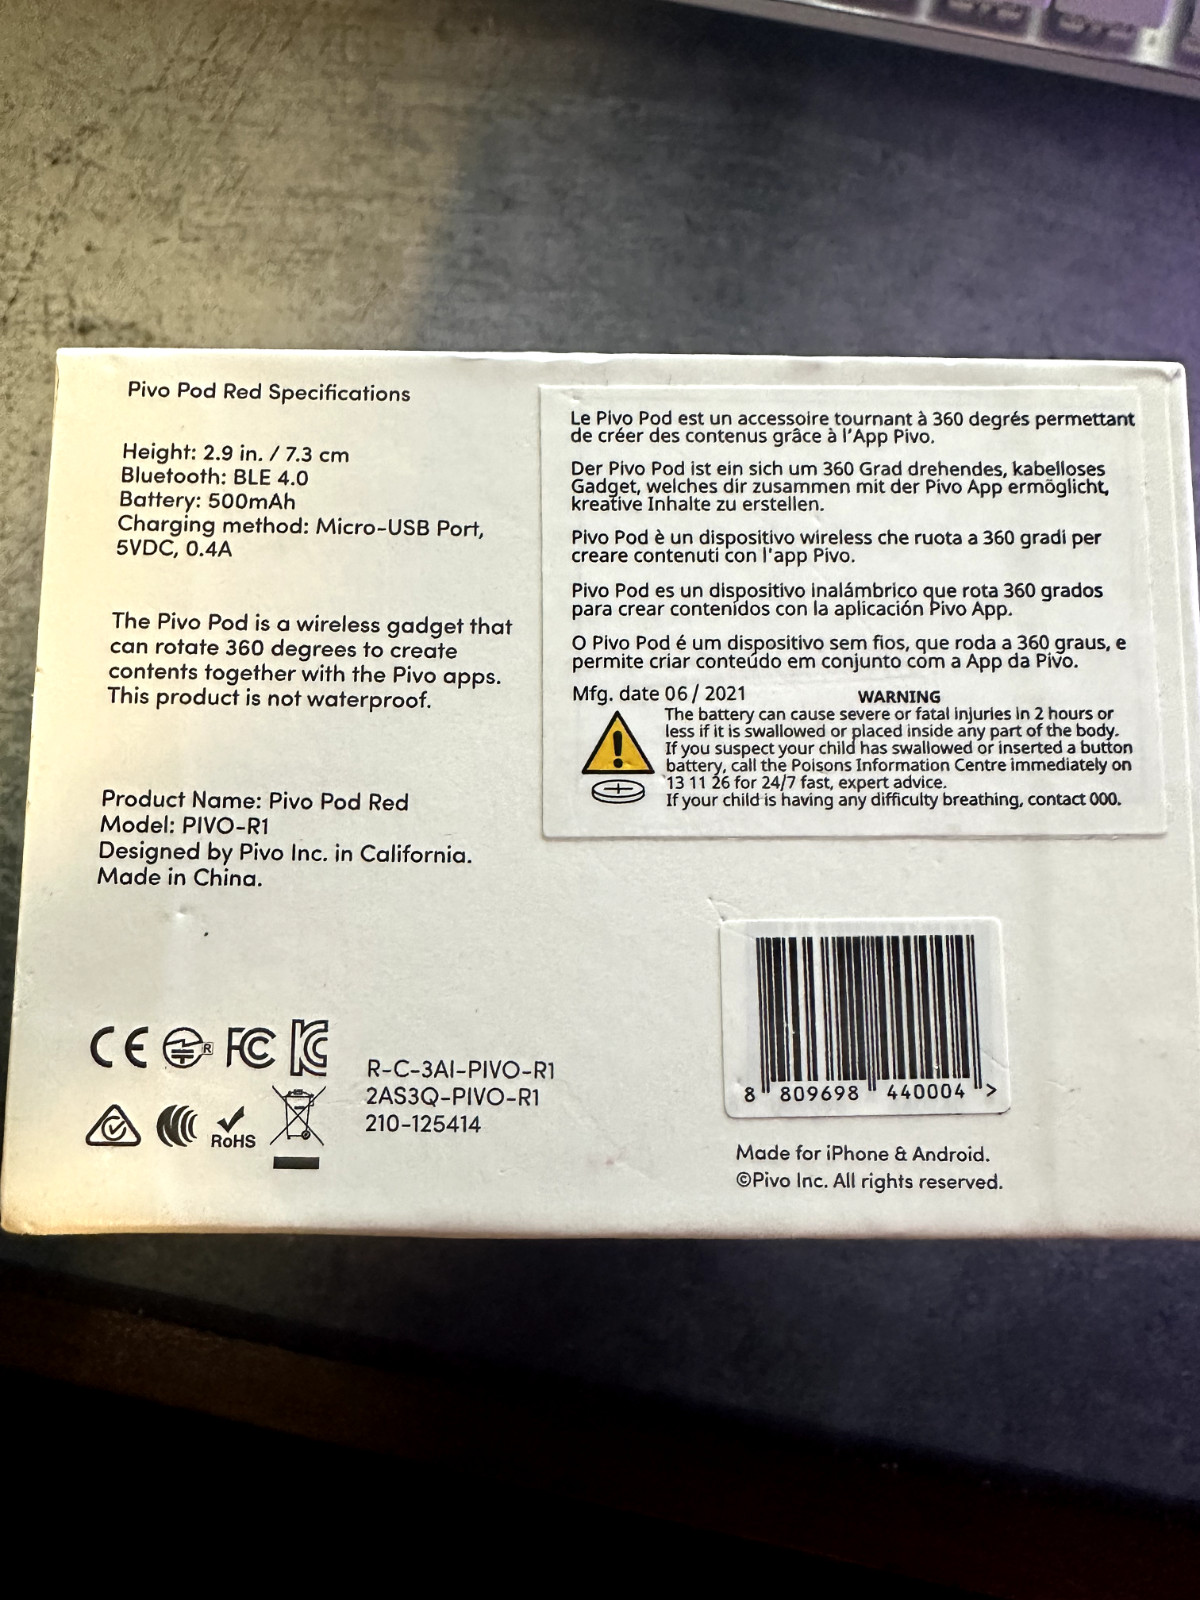 Pivo Pod Red Specifications
Height: 2.9 in. / 7.3 cm
Bluetooth: BLE 4.0
Battery: 500mAh
Charging method: Micro-USB Port,
5VDC, 0.4A
The Pivo Pod is a wireless gadget that
can rotate 360 degrees to create
contents together with the Pivo apps.
This product is not waterproof.
Product Name: Pivo Pod Red
Model: PIVO-R1
Designed by Pivo Inc. in California.
Made in China.
CE R FC KC
RoHS
R-C-3AI-PIVO-R1
2AS3Q-PIVO-R1
210-125414
Le Pivo Pod est un accessoire tournant à 360 degrés permettant
de créer des contenus grâce à l'App Pivo.
Der Pivo Pod ist ein sich um 360 Grad drehendes, kabelloses
Gadget, welches dir zusammen mit der Pivo App ermöglicht,
kreative Inhalte zu erstellen.
Pivo Pod è un dispositivo wireless che ruota a 360 gradi per
creare contenuti con l'app Pivo.
Pivo Pod es un dispositivo inalámbrico que rota 360 grados
para crear contenidos con la aplicación Pivo App.
O Pivo Pod é um dispositivo sem fios, que roda a 360 graus, e
permite criar conteúdo em conjunto com a App da Pivo.
Mfg. date 06 / 2021
WARNING
The battery can cause severe or fatal injuries in 2 hours or
less if it is swallowed or placed inside any part of the body.
If you suspect your child has swallowed or inserted a button
battery, call the Poisons Information Centre immediately on
13 11 26 for 24/7 fast, expert advice.
If your child is having any difficulty breathing, contact 000.
8 809698 440004 >
Made for iPhone & Android.
©Pivo Inc. All rights reserved.